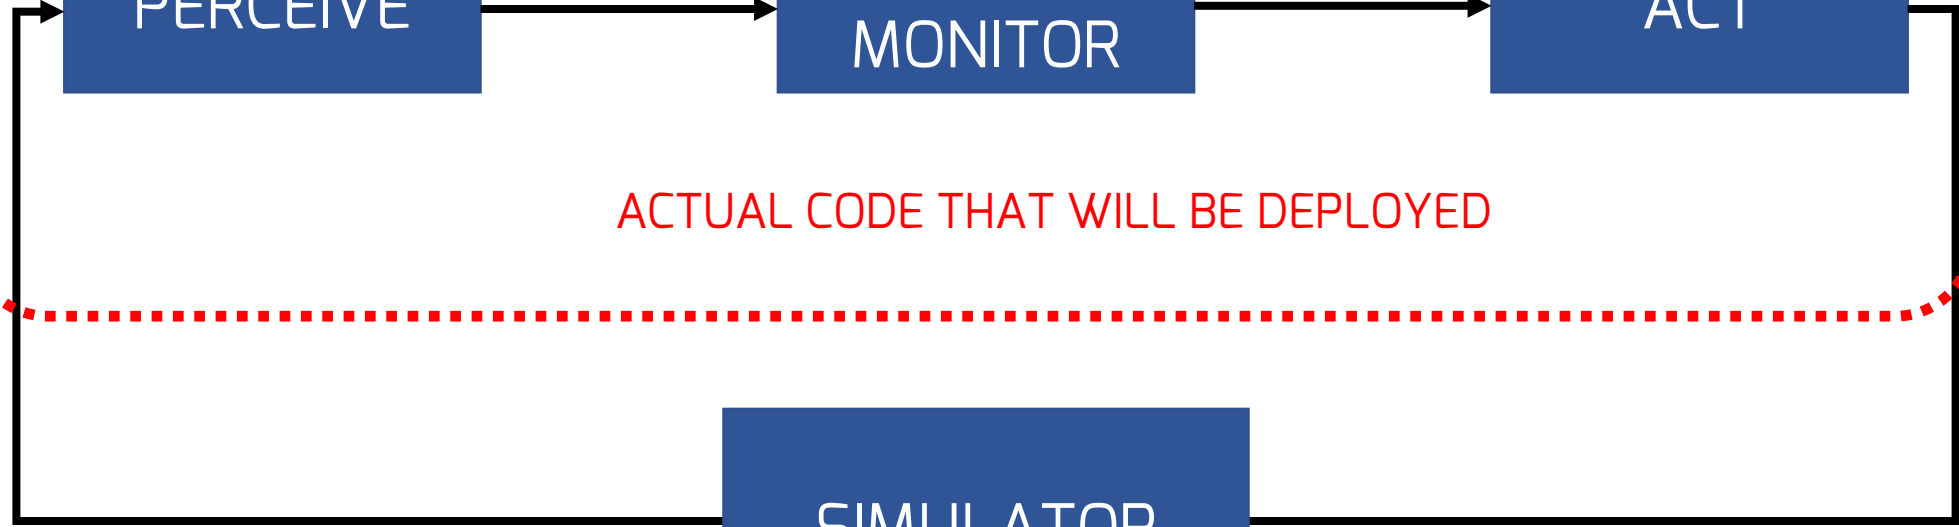 PERCEIVE
ACT
MONITOR
ACTUAL CODE THAT WILL BE DEPLOYED
SIMULATOR